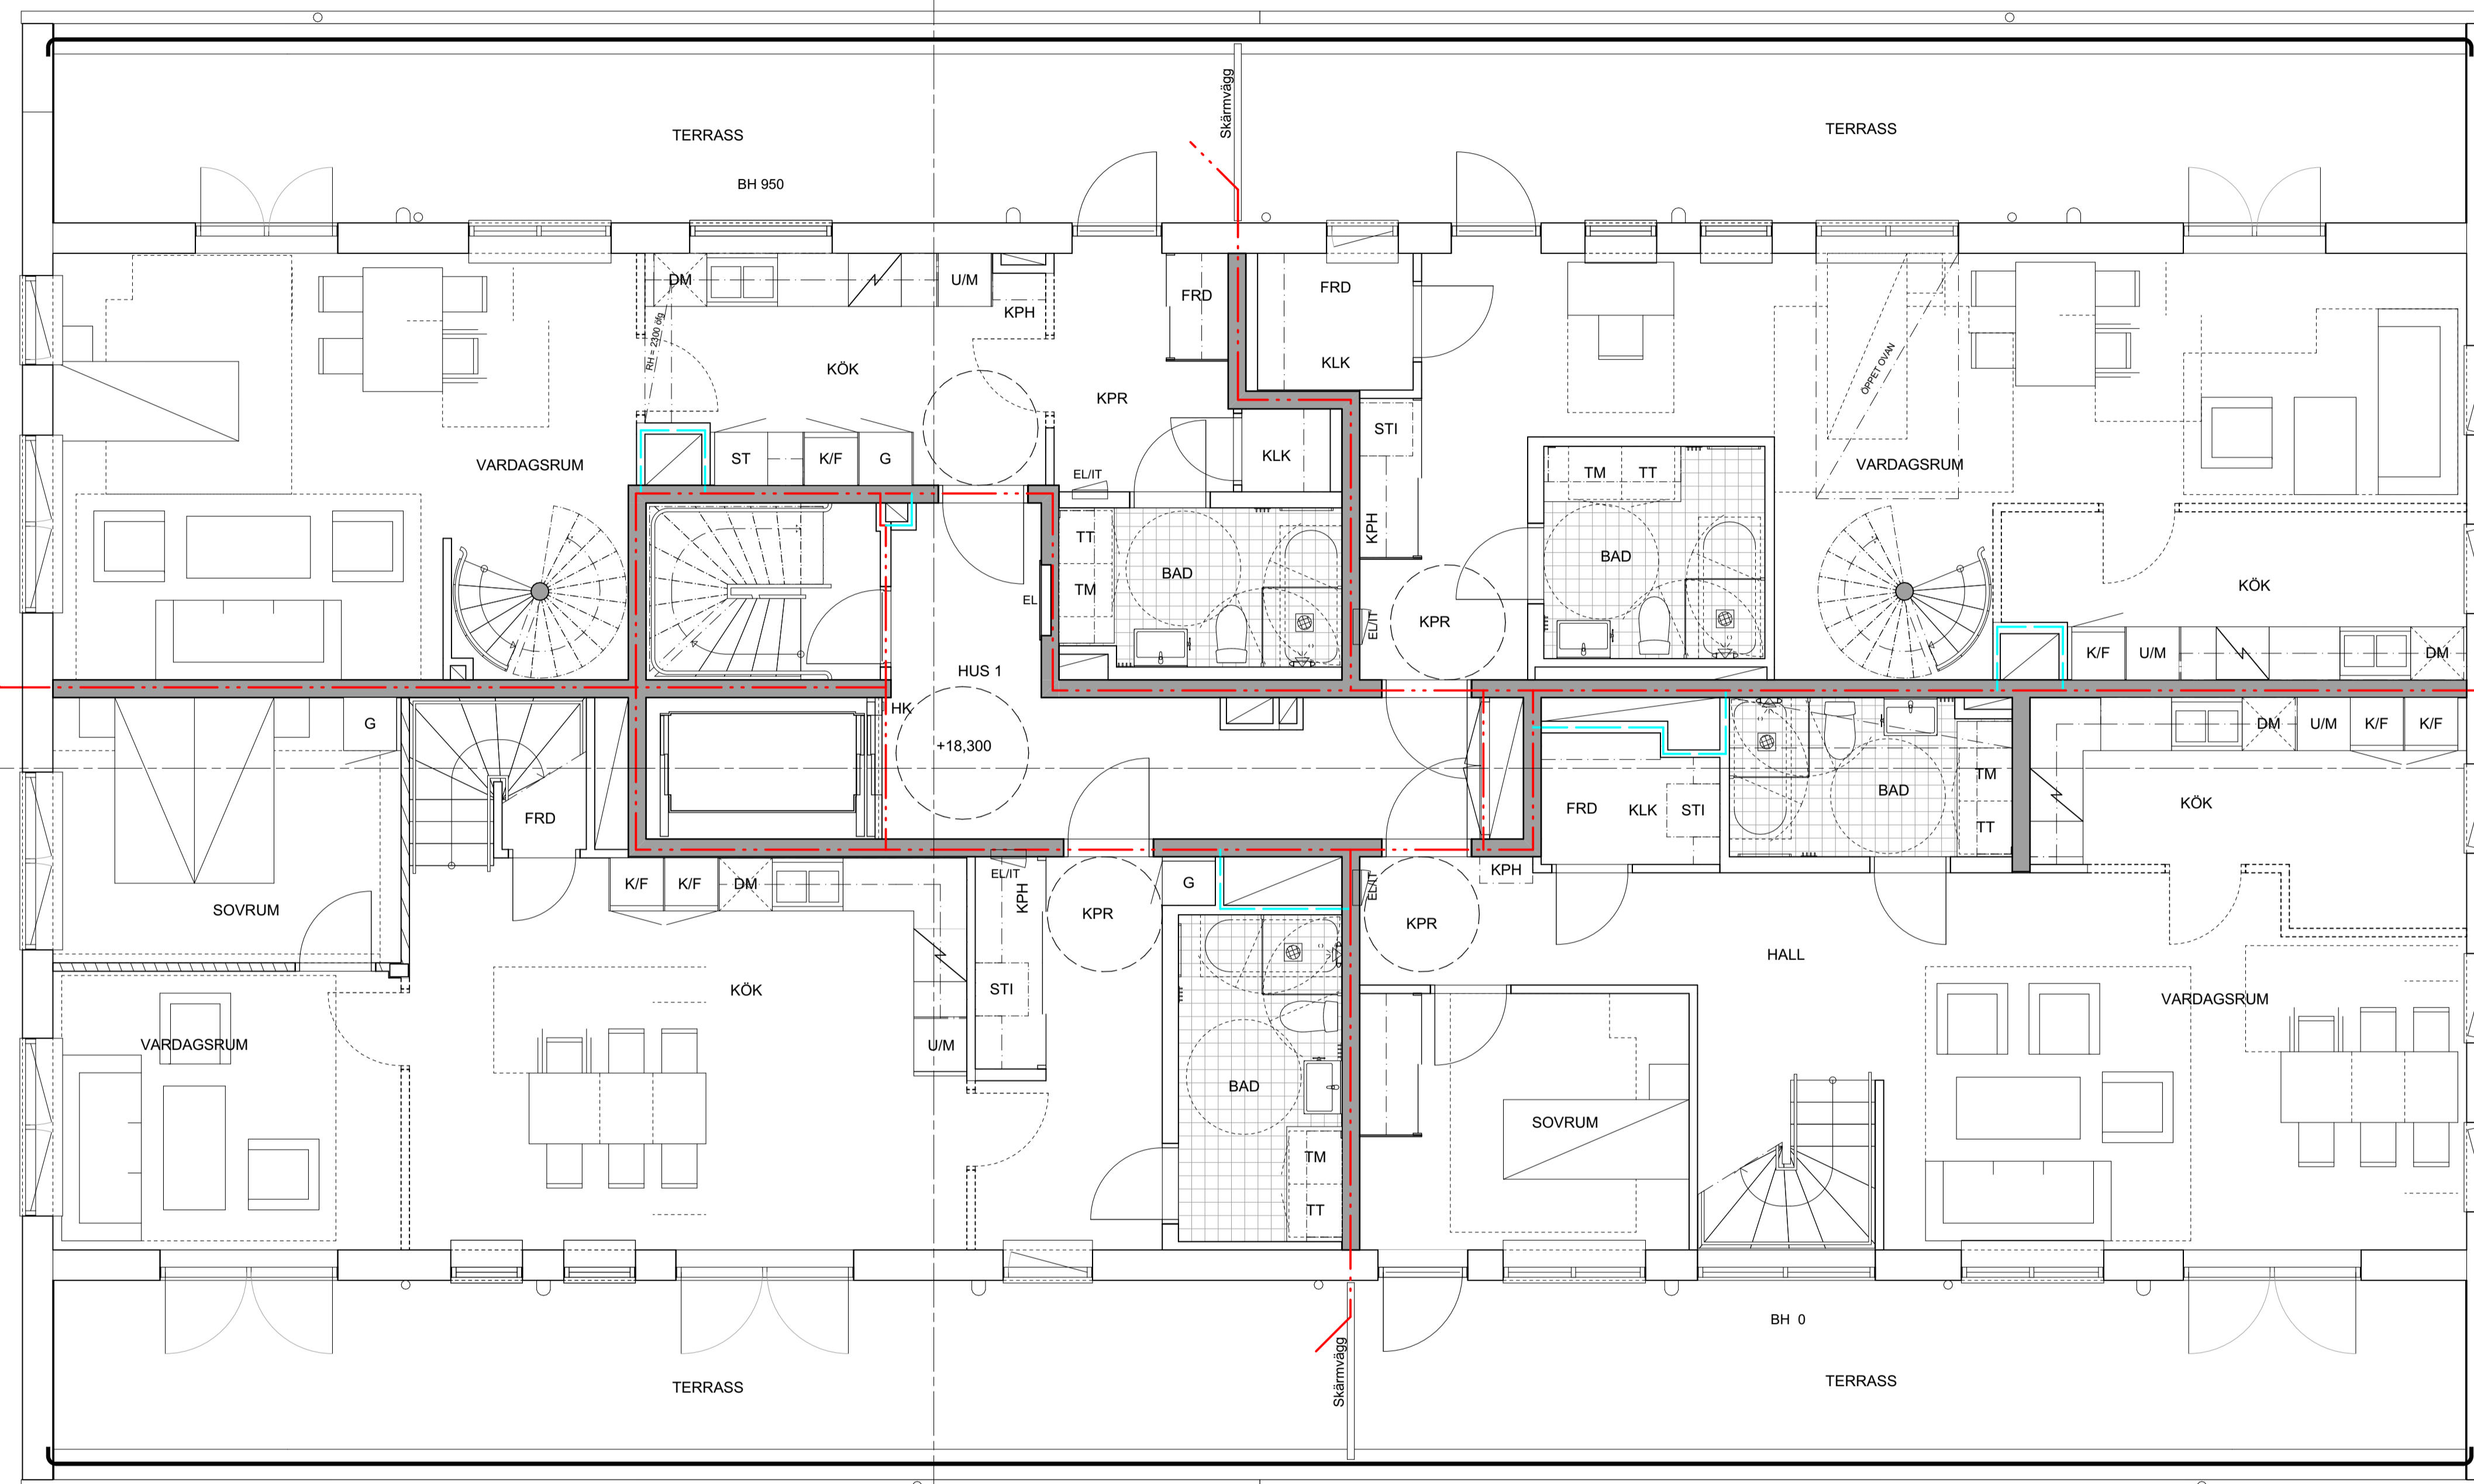 Skärmvägg
TERRASS
TERRASS
BH 950
DM
U/M
KPH
FRD
FRD
RH = 2300 öfg
KÖK
KLK
ÖPPET OVAN
KPR
STI
VARDAGSRUM
ST
K/F
G
EL/IT
KLK
TM
TT
VARDAGSRUM
KPH
TT
BAD
BAD
TM
EL
EL/IT
KPR
KÖK
HUS 1
K/F
U/M
DM
G
HK
DM
U/M
K/F
K/F
+18,300
FRD
FRD
KLK
STI
BAD
TM
TT
KÖK
EL/IT
K/F
K/F
DM
KPH
G
EL/IT
KPH
SOVRUM
KPR
KPR
HALL
KÖK
STI
VARDAGSRUM
VARDAGSRUM
U/M
BAD
SOVRUM
TM
TT
BH 0
Skärmvägg
TERRASS
TERRASS